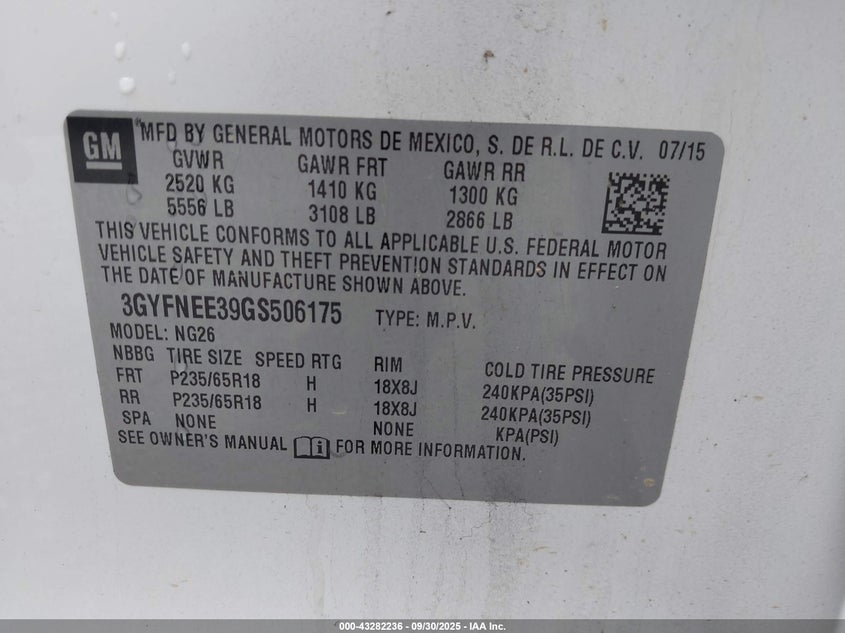 GM
MFD BY GENERAL MOTORS DE MEXICO, S. DE R.L. DE C.V. 07/15
GVWR GAWR FRT GAWR RR
2520 KG 1410 KG 1300 KG
5556 LB 3108 LB 2866 LB
THIS VEHICLE CONFORMS TO ALL APPLICABLE U.S. FEDERAL MOTOR
VEHICLE SAFETY AND THEFT PREVENTION STANDARDS IN EFFECT ON
THE DATE OF MANUFACTURE SHOWN ABOVE.
3GYFNEE39GS506175 TYPE: M.P.V.
MODEL: NG26
NBBG TIRE SIZE SPEED RTG RIM COLD TIRE PRESSURE
FRT P235/65R18 H 18X8J 240KPA(35PSI)
RR P235/65R18 H 18X8J 240KPA(35PSI)
SPA NONE NONE KPA(PSI)
SEE OWNER'S MANUAL i FOR MORE INFORMATION.
000-43282236 - 09/30/2025 - IAA Inc.